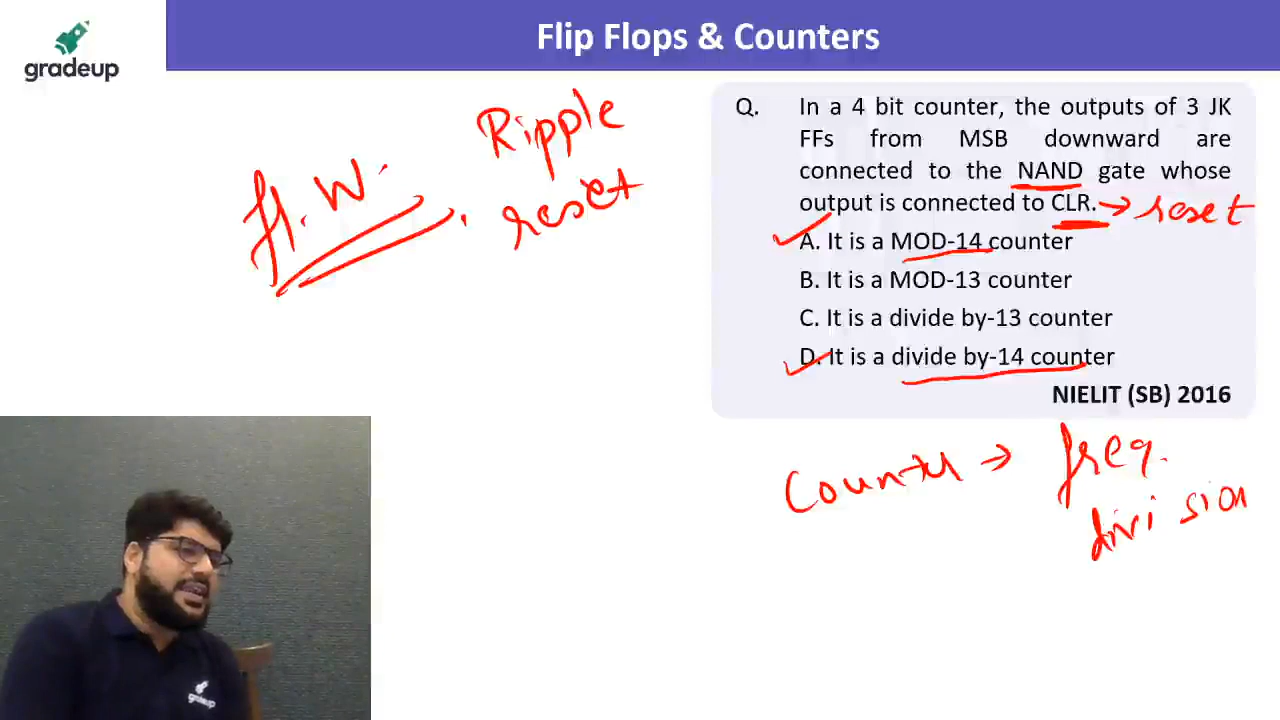 Flip Flops & Counters
gradeup
Ripple
reset
H.W.
Q. In a 4 bit counter, the outputs of 3 JK
FFs from MSB downward are
connected to the NAND gate whose
output is connected to CLR. → reset
A. It is a MOD-14 counter
B. It is a MOD-13 counter
C. It is a divide by-13 counter
D. It is a divide by-14 counter
NIELIT (SB) 2016
Counter → freq.
division
gradeup